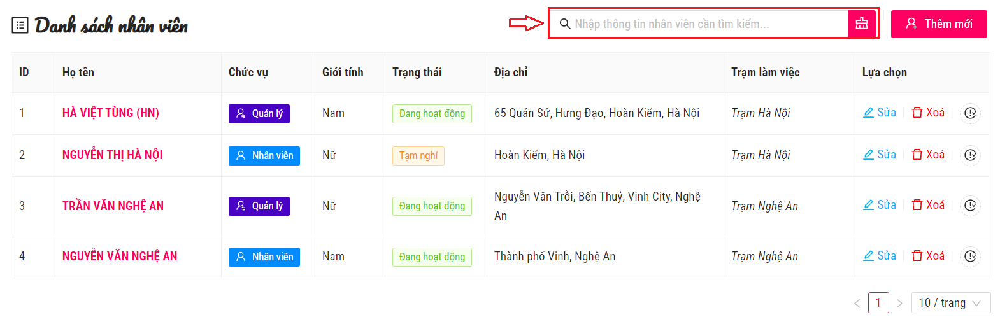 Danh sách nhân viên
Nhập thông tin nhân viên cần tìm kiếm...
Thêm mới
ID Họ tên Chức vụ Giới tính Trạng thái Địa chỉ Trạm làm việc Lựa chọn
1 HÀ VIỆT TÙNG (HN) Quản lý Nam Đang hoạt động 65 Quán Sứ, Hưng Đạo, Hoàn Kiếm, Hà Nội Trạm Hà Nội Sửa Xoá
2 NGUYỄN THỊ HÀ NỘI Nhân viên Nữ Tạm nghỉ Hoàn Kiếm, Hà Nội Trạm Hà Nội Sửa Xoá
3 TRẦN VĂN NGHỆ AN Quản lý Nữ Đang hoạt động Nguyễn Văn Trỗi, Bến Thuỷ, Vinh City, Nghệ
An Trạm Nghệ An Sửa Xoá
4 NGUYỄN VĂN NGHỆ AN Nhân viên Nam Đang hoạt động Thành phố Vinh, Nghệ An Trạm Nghệ An Sửa Xoá
1 10 / trang